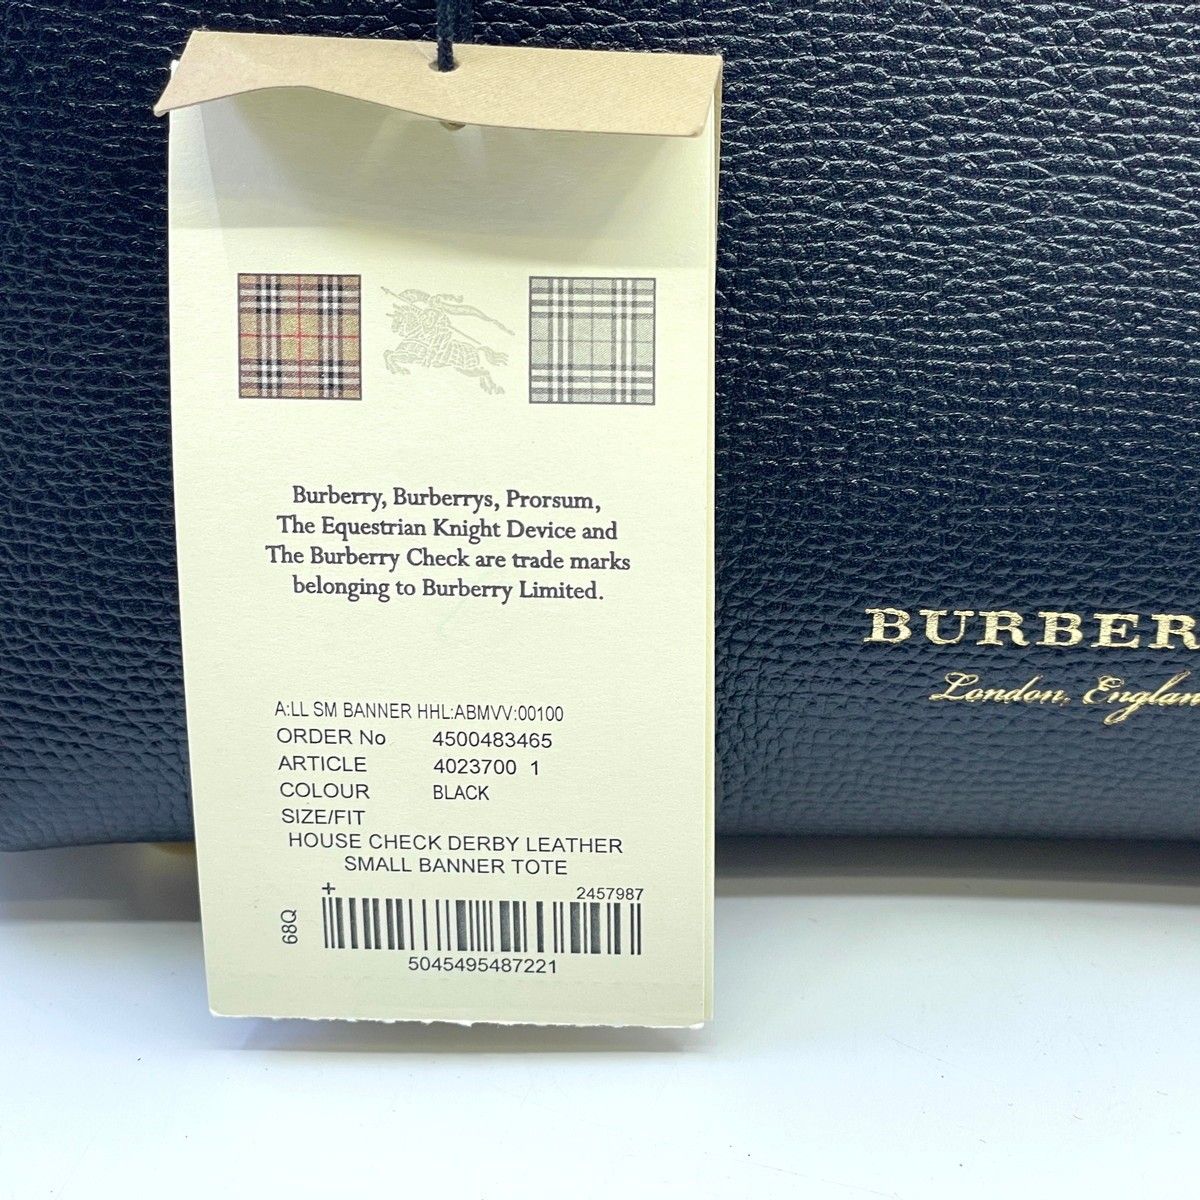 Burberry, Burberrys, Prorsum,
The Equestrian Knight Device and
The Burberry Check are trade marks
belonging to Burberry Limited.
A:LL SM BANNER HHL:ABMVV:00100
ORDER No 4500483465
ARTICLE 4023700 1
COLOUR BLACK
SIZE/FIT
HOUSE CHECK DERBY LEATHER
SMALL BANNER TOTE
+
2457987
68Q
5045495487221
BURBER
London, Englan